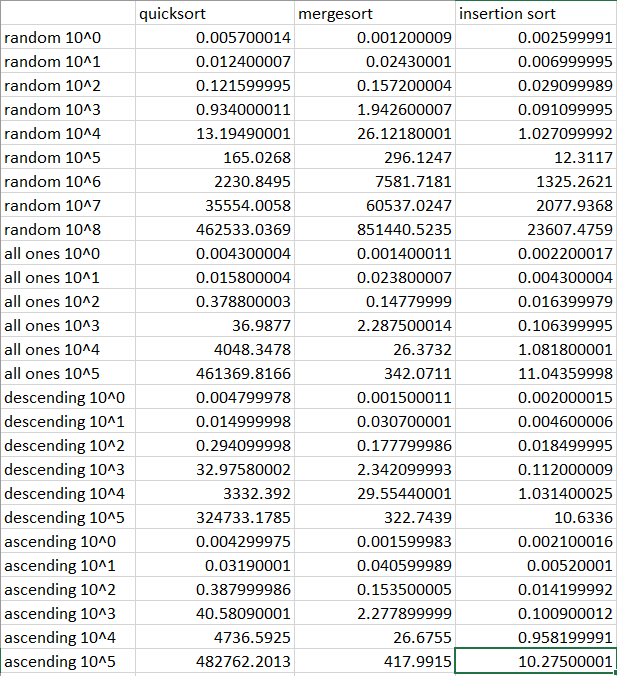 quicksort mergesort insertion sort
random 10^0 0.005700014 0.001200009 0.002599991
random 10^1 0.012400007 0.02430001 0.006999995
random 10^2 0.121599995 0.157200004 0.029099989
random 10^3 0.934000011 1.942600007 0.091099995
random 10^4 13.19490001 26.12180001 1.027099992
random 10^5 165.0268 296.1247 12.3117
random 10^6 2230.8495 7581.7181 1325.2621
random 10^7 35554.0058 60537.0247 2077.9368
random 10^8 462533.0369 851440.5235 23607.4759
all ones 10^0 0.004300004 0.001400011 0.002200017
all ones 10^1 0.015800004 0.023800007 0.004300004
all ones 10^2 0.378800003 0.14779999 0.016399979
all ones 10^3 36.9877 2.287500014 0.106399995
all ones 10^4 4048.3478 26.3732 1.081800001
all ones 10^5 461369.8166 342.0711 11.04359998
descending 10^0 0.004799978 0.001500011 0.002000015
descending 10^1 0.014999998 0.030700001 0.004600006
descending 10^2 0.294099998 0.177799986 0.018499995
descending 10^3 32.97580002 2.342099993 0.112000009
descending 10^4 3332.392 29.55440001 1.031400025
descending 10^5 324733.1785 322.7439 10.6336
ascending 10^0 0.004299975 0.001599983 0.002100016
ascending 10^1 0.03190001 0.040599989 0.00520001
ascending 10^2 0.387999986 0.153500005 0.014199992
ascending 10^3 40.58090001 2.277899999 0.100900012
ascending 10^4 4736.5925 26.6755 0.958199991
ascending 10^5 482762.2013 417.9915 10.27500001